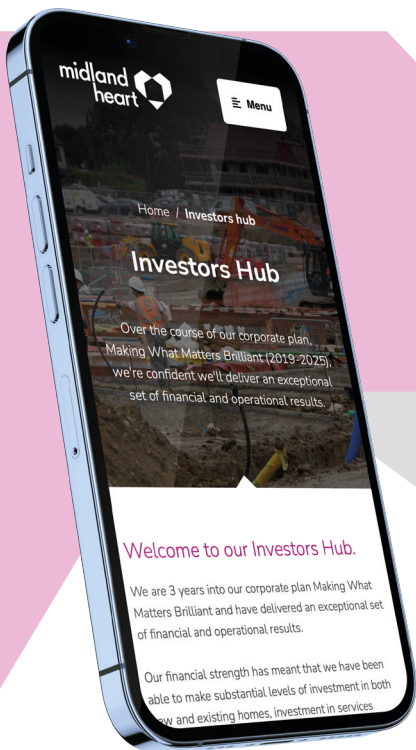 midland
heart
Menu
Home / Investors hub
Investors Hub
Over the course of our corporate plan,
Making What Matters Brilliant (2019-2025),
we're confident we'll deliver an exceptional
set of financial and operational results.
Welcome to our Investors Hub.
We are 3 years into our corporate plan Making What
Matters Brilliant and have delivered an exceptional set
of financial and operational results.
Our financial strength has meant that we have been
able to make substantial levels of investment in both
and existing homes, investment in services